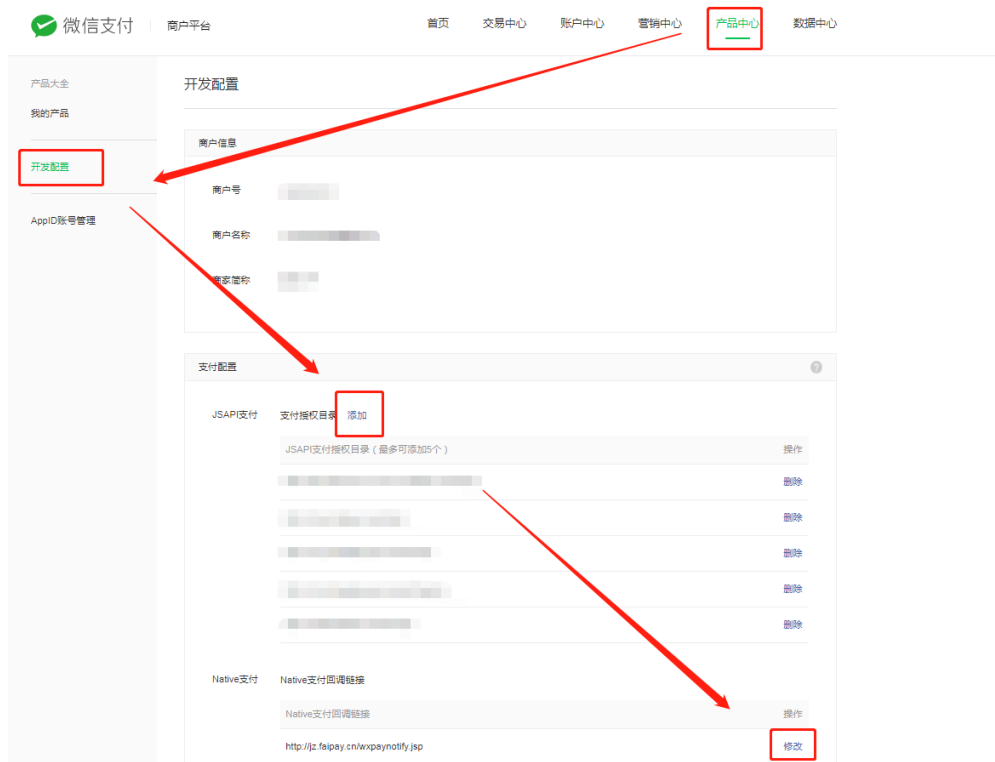 微信支付 商户平台 首页 交易中心 账户中心 营销中心 产品中心 数据中心
产品大全
我的产品
开发配置
AppID账号管理
开发配置
商户信息
商户号
商户名称
商家简称
支付配置 ?
JSAPI支付 支付授权目录 添加
JSAPI支付授权目录（最多可添加5个） 操作
删除
删除
删除
删除
删除
Native支付 Native支付回调链接
Native支付回调链接 操作
http://jz.faipay.cn/wxpaynotify.jsp 修改